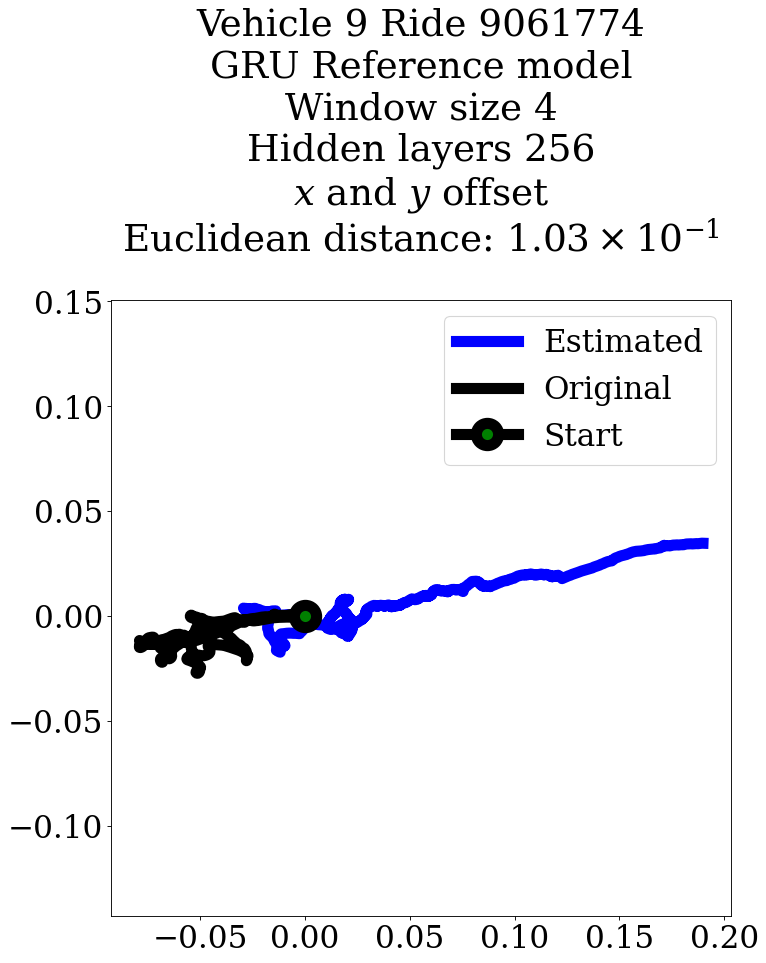 Vehicle 9 Ride 9061774
GRU Reference model
Window size 4
Hidden layers 256
x and y offset
Euclidean distance: 1.03 × 10⁻¹
0.15
Estimated
0.10
Original
Start
0.05
0.00
−0.05
−0.10
−0.05 0.00 0.05 0.10 0.15 0.20